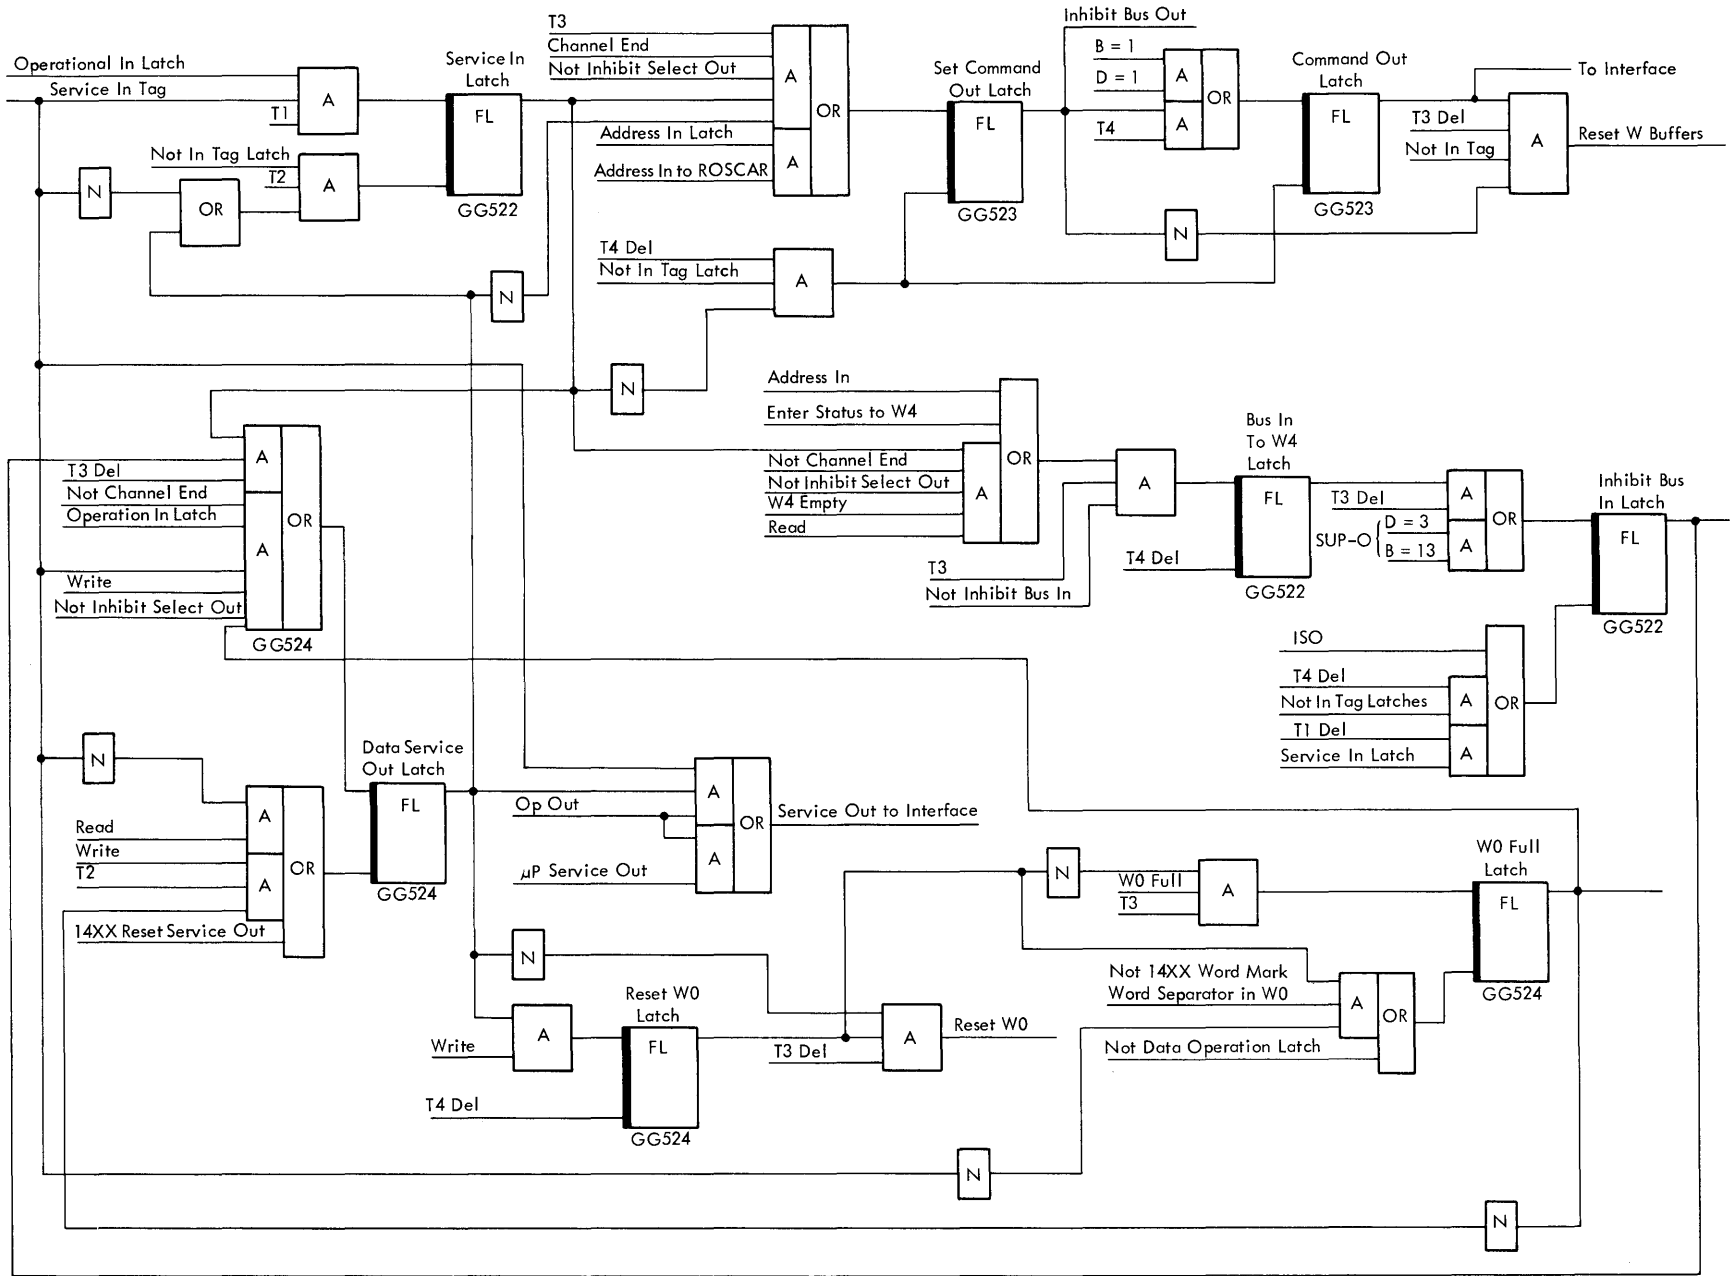 Operational In Latch
Service In Tag
T1
A
Service In
Latch
FL
GG522
Not In Tag Latch
T2
A
N
OR
N
T3
Channel End
Not Inhibit Select Out
A
OR
Address In Latch
A
Address In to ROSCAR
Set Command
Out Latch
FL
GG523
Inhibit Bus Out
B = 1
A
D = 1
OR
T4
A
Command Out
Latch
FL
GG523
To Interface
T3 Del
Not In Tag
A
Reset W Buffers
N
T4 Del
Not In Tag Latch
A
N
Address In
Enter Status to W4
OR
Not Channel End
Not Inhibit Select Out
A
W4 Empty
Read
A
T3
Not Inhibit Bus In
Bus In
To W4
Latch
FL
T4 Del
GG522
T3 Del
A
OR
SUP-O { D = 3
B = 13
A
Inhibit Bus
In Latch
FL
GG522
A
T3 Del
Not Channel End
OR
Operation In Latch
A
Write
Not Inhibit Select Out
GG524
ISO
T4 Del
Not In Tag Latches
A
OR
T1 Del
Service In Latch
A
N
A
Read
Write
OR
T2
A
14XX Reset Service Out
Data Service
Out Latch
FL
GG524
Op Out
A
OR
Service Out to Interface
A
µP Service Out
N
W0 Full
T3
A
W0 Full
Latch
FL
GG524
N
Write
A
Reset W0
Latch
FL
T4 Del
GG524
T3 Del
A
Reset W0
Not 14XX Word Mark
Word Separator in W0
A
OR
Not Data Operation Latch
N
N